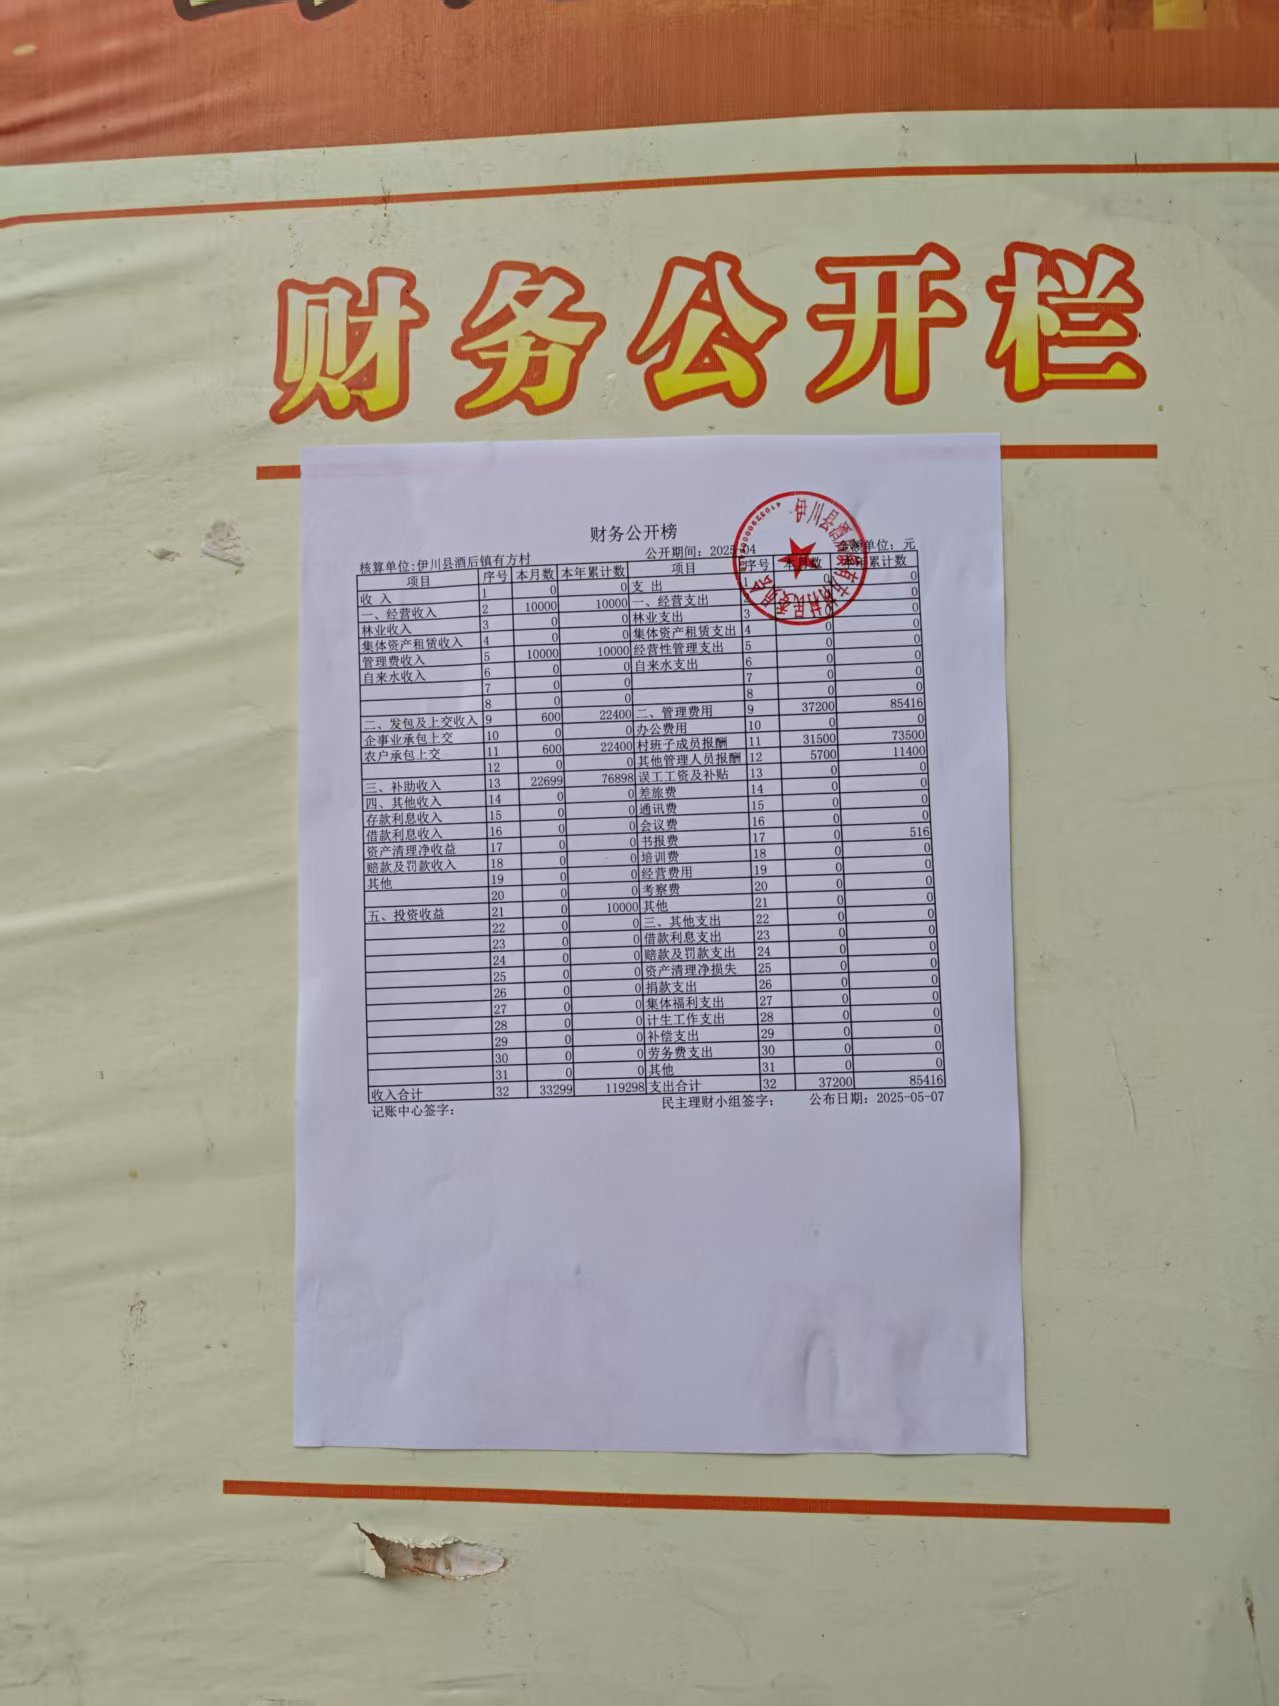 财务公开栏
财务公开榜
核算单位:伊川县酒后镇有方村 公开期间: 2025-04 金额单位: 元
项目 序号 本月数 本年累计数 项目 序号 本月数 本年累计数
收 入 1 0 0 支 出 1 0 0
一、经营收入 2 10000 10000 一、经营支出 2 0 0
林业收入 3 0 0 林业支出 3 0 0
集体资产租赁收入 4 0 0 集体资产租赁支出 4 0 0
管理费收入 5 10000 10000 经营性管理支出 5 0 0
自来水收入 6 0 0 自来水支出 6 0 0
7 0 0 7 0 0
8 0 0 8 0 0
二、发包及上交收入 9 600 22400 二、管理费用 9 37200 85416
企事业承包上交 10 0 0 办公费用 10 0 0
农户承包上交 11 600 22400 村班子成员报酬 11 31500 73500
12 0 0 其他管理人员报酬 12 5700 11400
三、补助收入 13 22699 76898 误工工资及补贴 13 0 0
四、其他收入 14 0 0 差旅费 14 0 0
存款利息收入 15 0 0 通讯费 15 0 0
借款利息收入 16 0 0 会议费 16 0 0
资产清理净收益 17 0 0 书报费 17 0 516
赔款及罚款收入 18 0 0 培训费 18 0 0
其他 19 0 0 经营费用 19 0 0
20 0 0 考察费 20 0 0
五、投资收益 21 0 10000 其他 21 0 0
22 0 0 三、其他支出 22 0 0
23 0 0 借款利息支出 23 0 0
24 0 0 赔款及罚款支出 24 0 0
25 0 0 资产清理净损失 25 0 0
26 0 0 捐款支出 26 0 0
27 0 0 集体福利支出 27 0 0
28 0 0 计生工作支出 28 0 0
29 0 0 补偿支出 29 0 0
30 0 0 劳务费支出 30 0 0
31 0 0 其他 31 0 0
收入合计 32 33299 119298 支出合计 32 37200 85416
记账中心签字: 民主理财小组签字: 公布日期: 2025-05-07